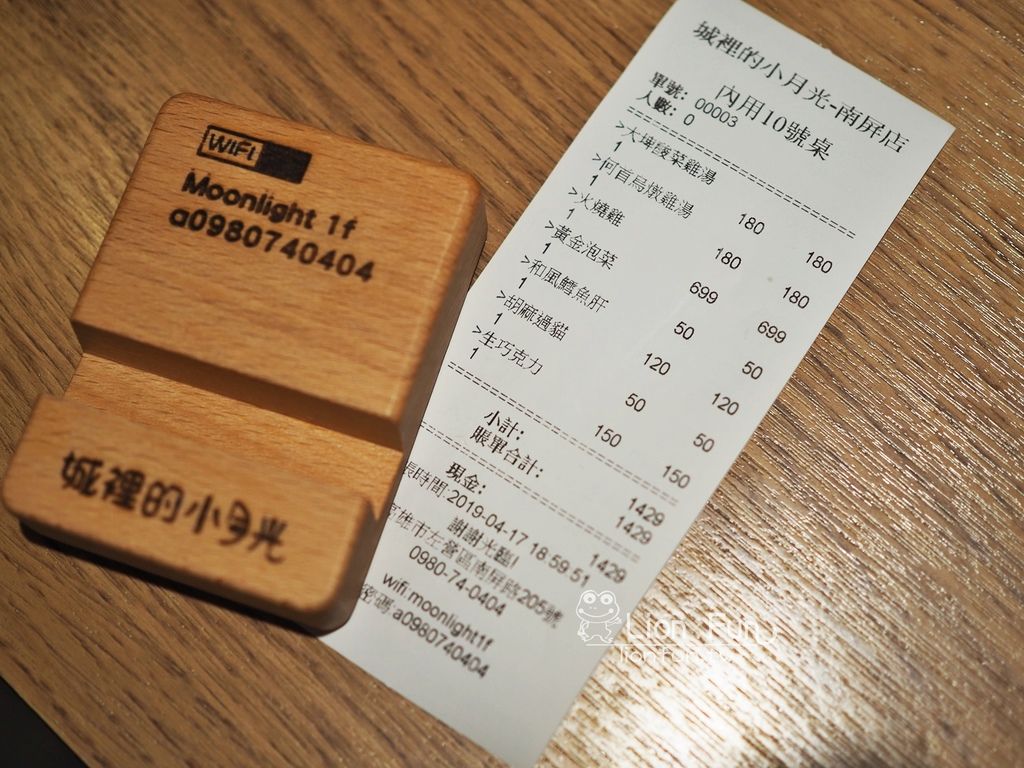 WiFi
Moonlight 1f
a0980740404
城裡的小月光
城裡的小月光-南屏店
內用10號桌
單號: 00003
人數: 0
>大埤酸菜雞湯
1 180 180
>何首烏燉雞湯
1 180 180
>火燒雞
1 699 699
>黃金泡菜
1 50 50
>和風鱈魚肝
1 120 120
>胡麻過貓
1 50 50
>生巧克力
1 150 150
小計: 1429
賬單合計: 1429
現金: 1429
時間:2019-04-17 18:59:51
謝謝光臨!
高雄市左營區南屏路205號
0980-74-0404
wifi:moonlight1f
密碼:a0980740404
Lion Fun